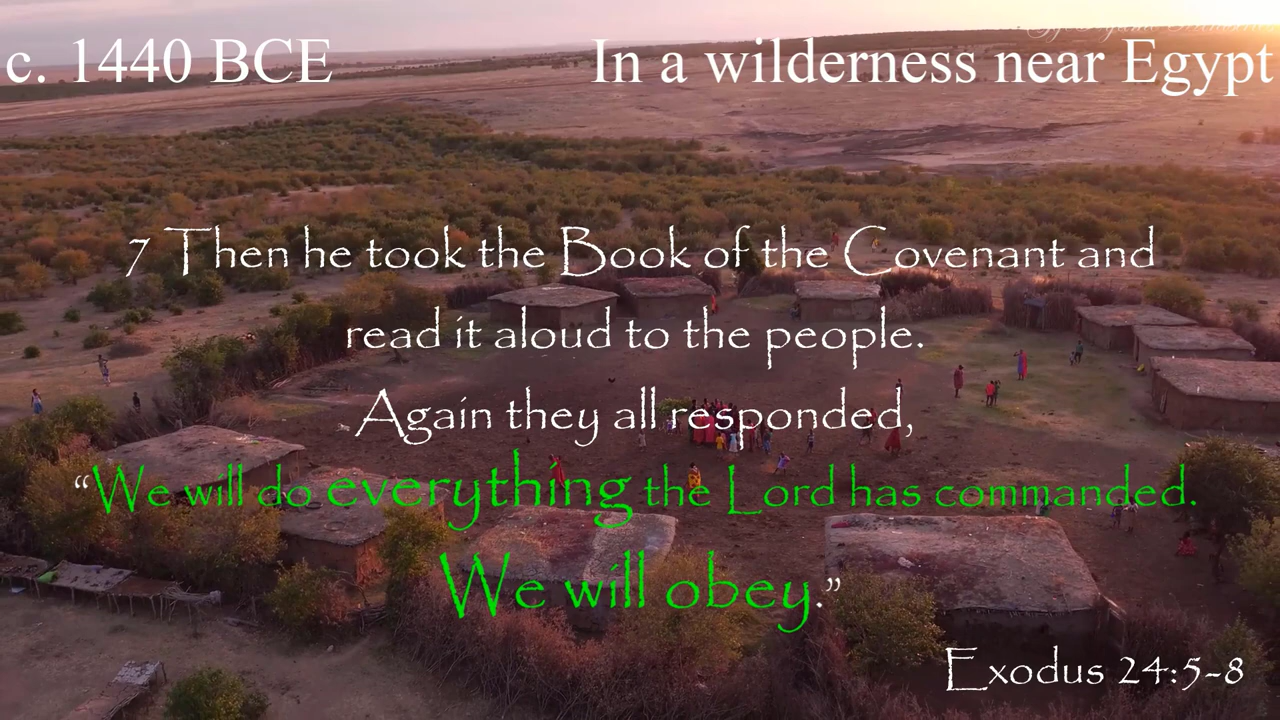 c. 1440 BCE
In a wilderness near Egypt
7 Then he took the Book of the Covenant and
read it aloud to the people.
Again they all responded,
“We will do everything the Lord has commanded.
We will obey.”
Exodus 24:5-8